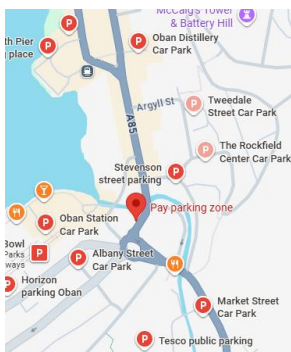 McCaig's Tower
& Battery Hill
th Pier
g place
Oban Distillery
Car Park
A85
Argyll St
Tweedale
Street Car Park
The Rockfield
Center Car Park
Stevenson
street parking
Pay parking zone
Oban Station
Car Park
Bowl
Parks
ways
Albany Street
Car Park
Horizon
parking Oban
Market Street
Car Park
Tesco public parking